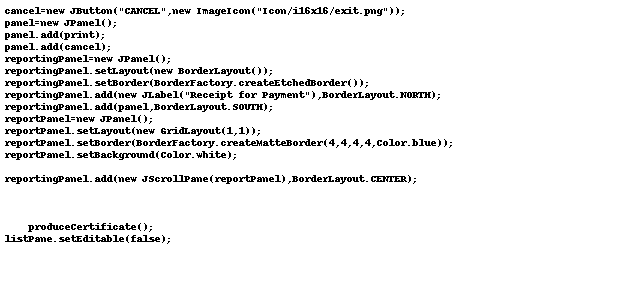 cancel=new JButton("CANCEL",new ImageIcon("Icon/i16x16/exit.png"));
panel=new JPanel();
panel.add(print);
panel.add(cancel);
reportingPanel=new JPanel();
reportingPanel.setLayout(new BorderLayout());
reportingPanel.setBorder(BorderFactory.createEtchedBorder());
reportingPanel.add(new JLabel("Receipt for Payment"),BorderLayout.NORTH);
reportingPanel.add(panel,BorderLayout.SOUTH);
reportPanel=new JPanel();
reportPanel.setLayout(new GridLayout(1,1));
reportPanel.setBorder(BorderFactory.createMatteBorder(4,4,4,4,Color.blue));
reportPanel.setBackground(Color.white);
reportingPanel.add(new JScrollPane(reportPanel),BorderLayout.CENTER);
produceCertificate();
listPane.setEditable(false);